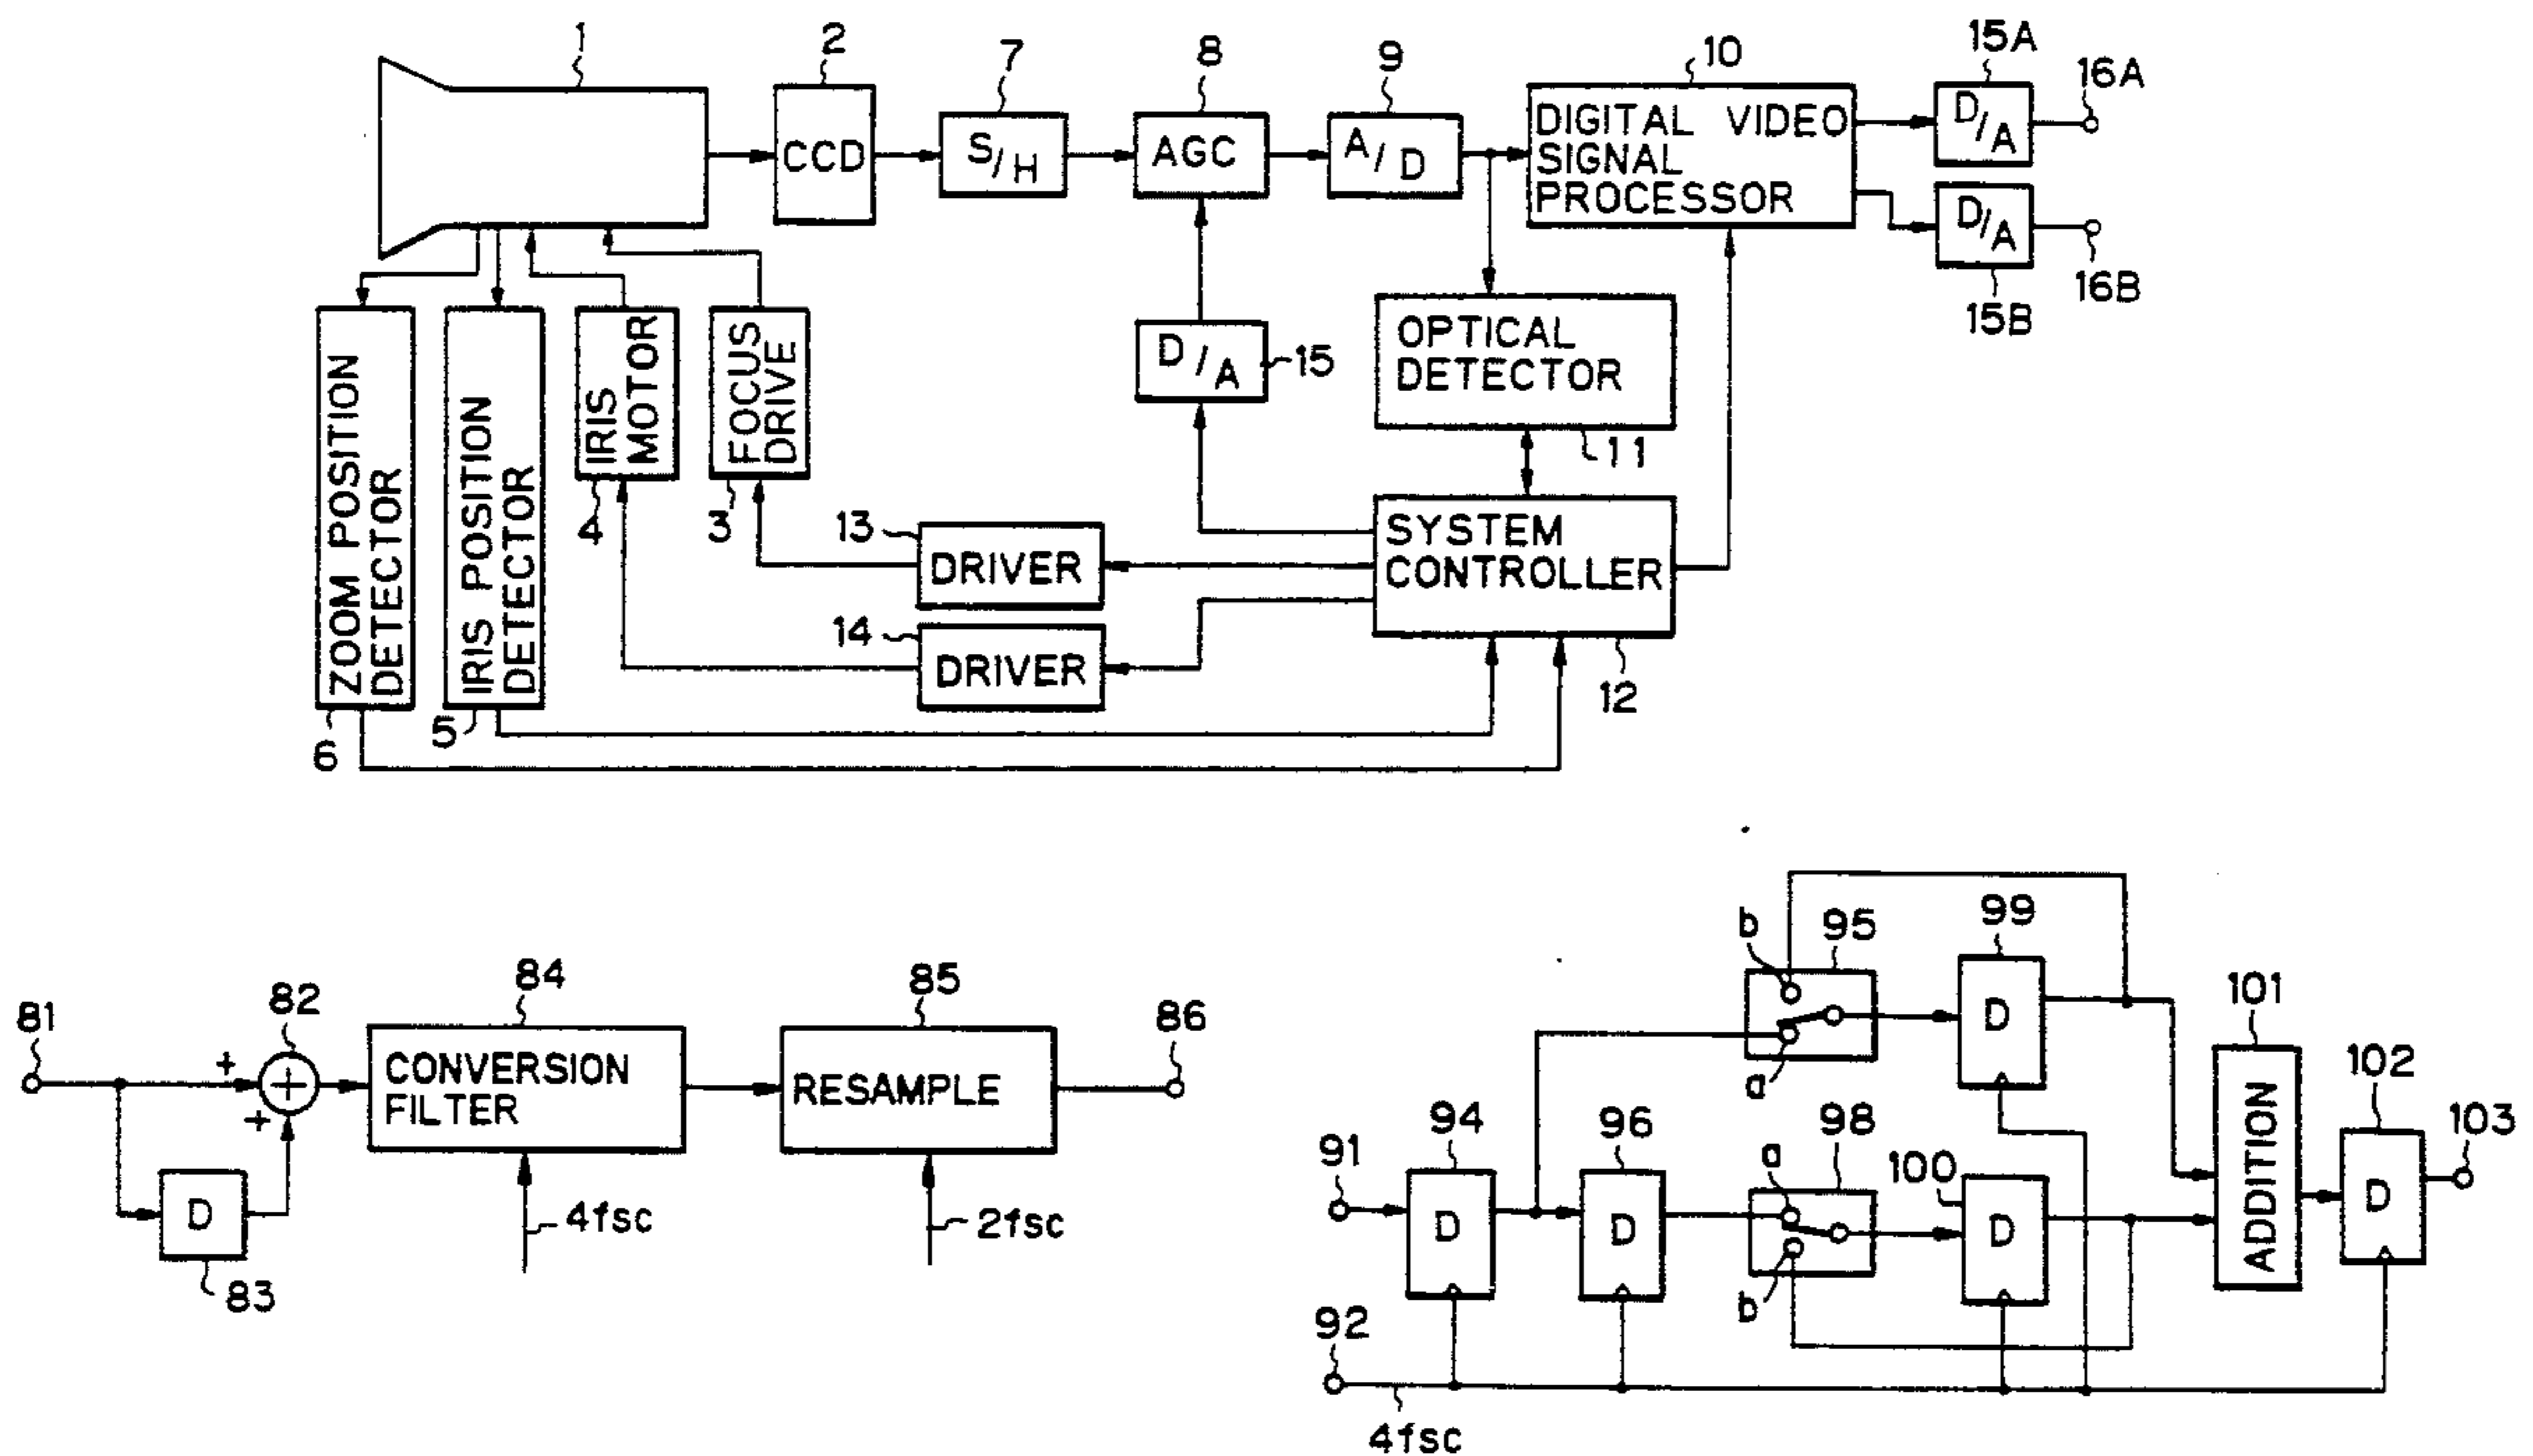 1
2
7
8
9
10
15A
16A
CCD
S/H
AGC
A/D
DIGITAL VIDEO
SIGNAL
PROCESSOR
D/A
D/A
16B
15B
ZOOM POSITION
DETECTOR
IRIS POSITION
DETECTOR
IRIS
MOTOR
FOCUS
DRIVE
D/A
15
OPTICAL
DETECTOR
11
4
3
13
DRIVER
SYSTEM
CONTROLLER
14
DRIVER
12
6
5
81
82
84
85
86
+
+
+
CONVERSION
FILTER
RESAMPLE
D
83
4fsc
2fsc
b
95
99
D
a
101
ADDITION
102
D
103
91
94
D
96
D
a
98
b
100
D
92
4fsc